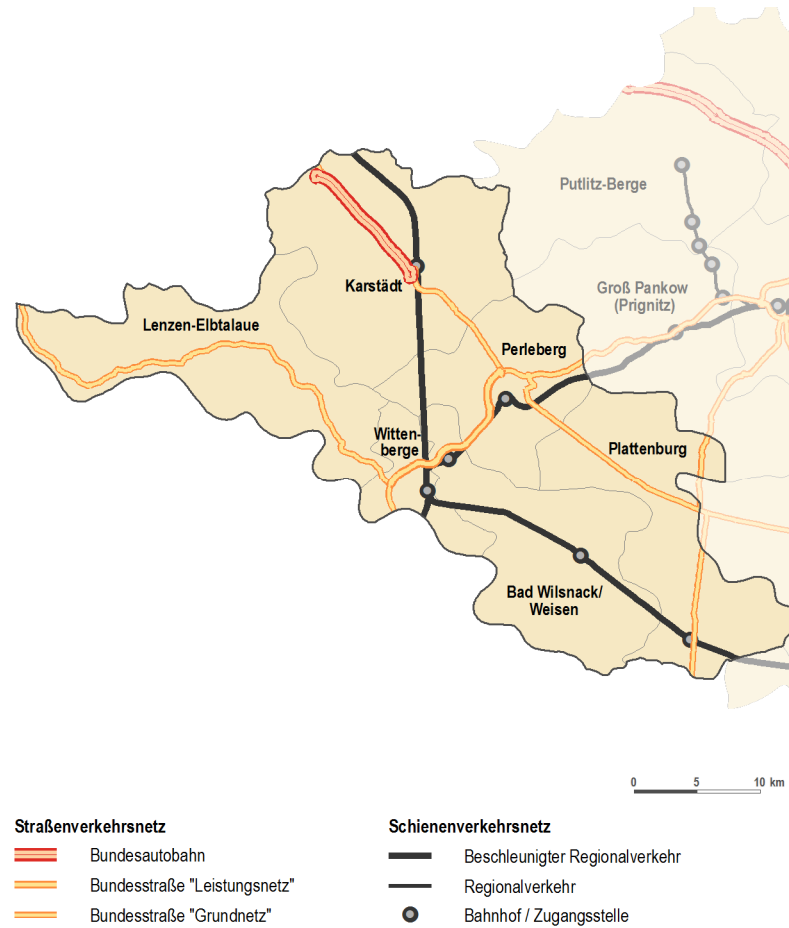 Putlitz-Berge
Groß Pankow
(Prignitz)
Karstädt
Lenzen-Elbtalaue
Perleberg
Witten-
berge
Plattenburg
Bad Wilsnack/
Weisen
0 5 10 km
Straßenverkehrsnetz
Bundesautobahn
Bundesstraße "Leistungsnetz"
Bundesstraße "Grundnetz"
Schienenverkehrsnetz
Beschleunigter Regionalverkehr
Regionalverkehr
Bahnhof / Zugangsstelle